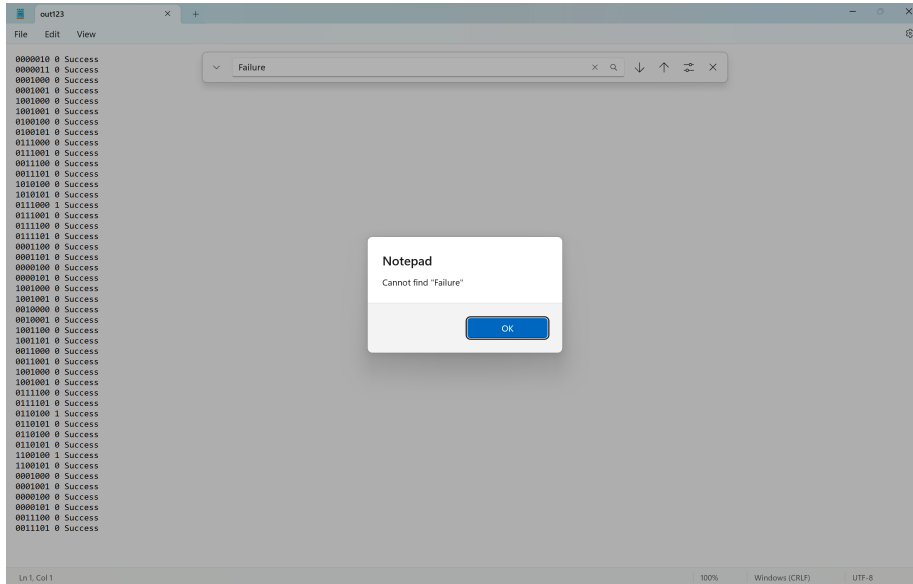 out123
File Edit View
Failure
0000010 0 Success
0000011 0 Success
0001000 0 Success
0001001 0 Success
1001000 0 Success
1001001 0 Success
0100100 0 Success
0100101 0 Success
0111000 0 Success
0111001 0 Success
0011100 0 Success
0011101 0 Success
1010100 0 Success
1010101 0 Success
0111000 1 Success
0111001 0 Success
0111100 0 Success
0111101 0 Success
0001100 0 Success
0001101 0 Success
0000100 0 Success
0000101 0 Success
1001000 0 Success
1001001 0 Success
0010000 0 Success
0010001 0 Success
1001100 0 Success
1001101 0 Success
0011000 0 Success
0011001 0 Success
1001000 0 Success
1001001 0 Success
0111100 0 Success
0111101 0 Success
0110100 1 Success
0110101 0 Success
0110100 0 Success
0110101 0 Success
1100100 1 Success
1100101 0 Success
0001000 0 Success
0001001 0 Success
0000100 0 Success
0000101 0 Success
0011100 0 Success
0011101 0 Success
Notepad
Cannot find "Failure"
OK
Ln 1, Col 1 100% Windows (CRLF) UTF-8